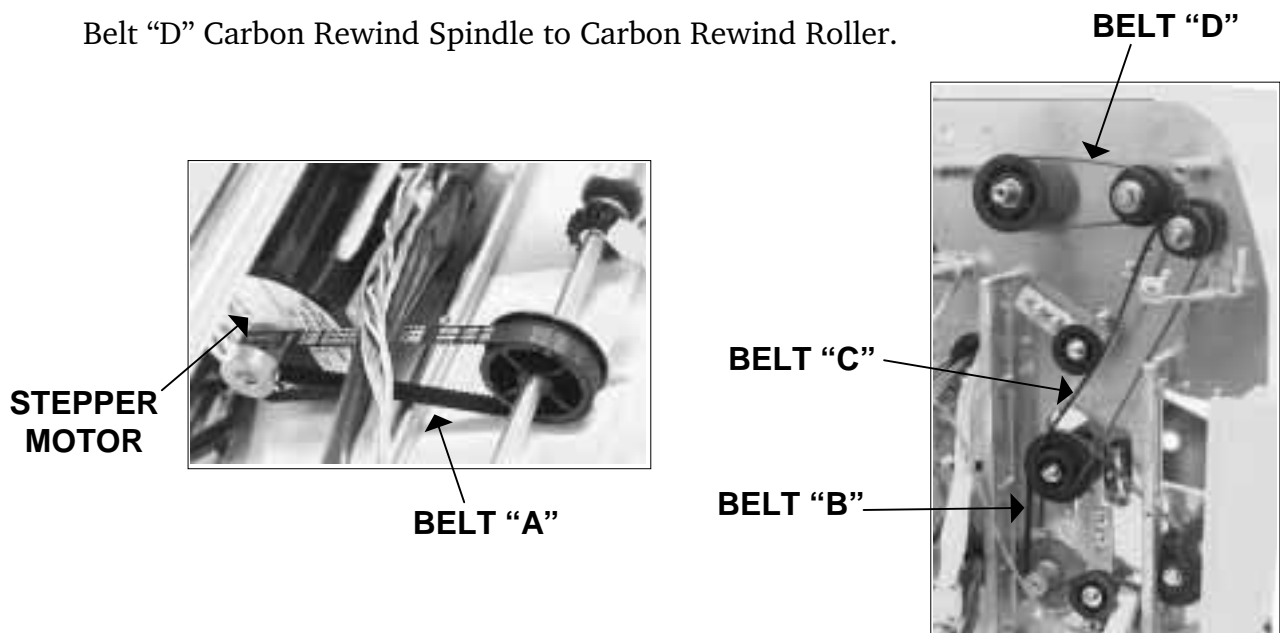 Belt “D” Carbon Rewind Spindle to Carbon Rewind Roller.
BELT “D”
BELT “C”
STEPPER
MOTOR
BELT “A”
BELT “B”